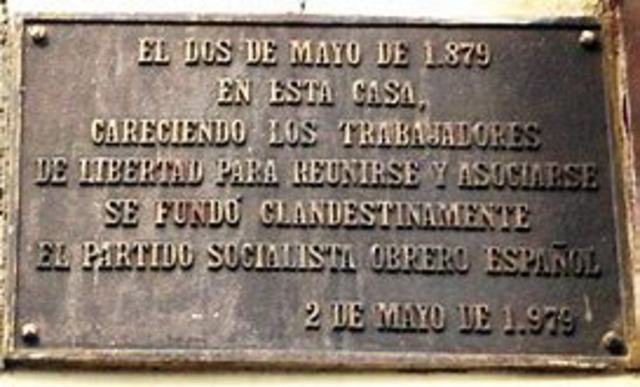 EL DOS DE MAYO DE 1.879
EN ESTA CASA,
CARECIENDO LOS TRABAJADORES
DE LIBERTAD PARA REUNIRSE Y ASOCIARSE
SE FUNDÓ CLANDESTINAMENTE
EL PARTIDO SOCIALISTA OBRERO ESPAÑOL
2 DE MAYO DE 1.979